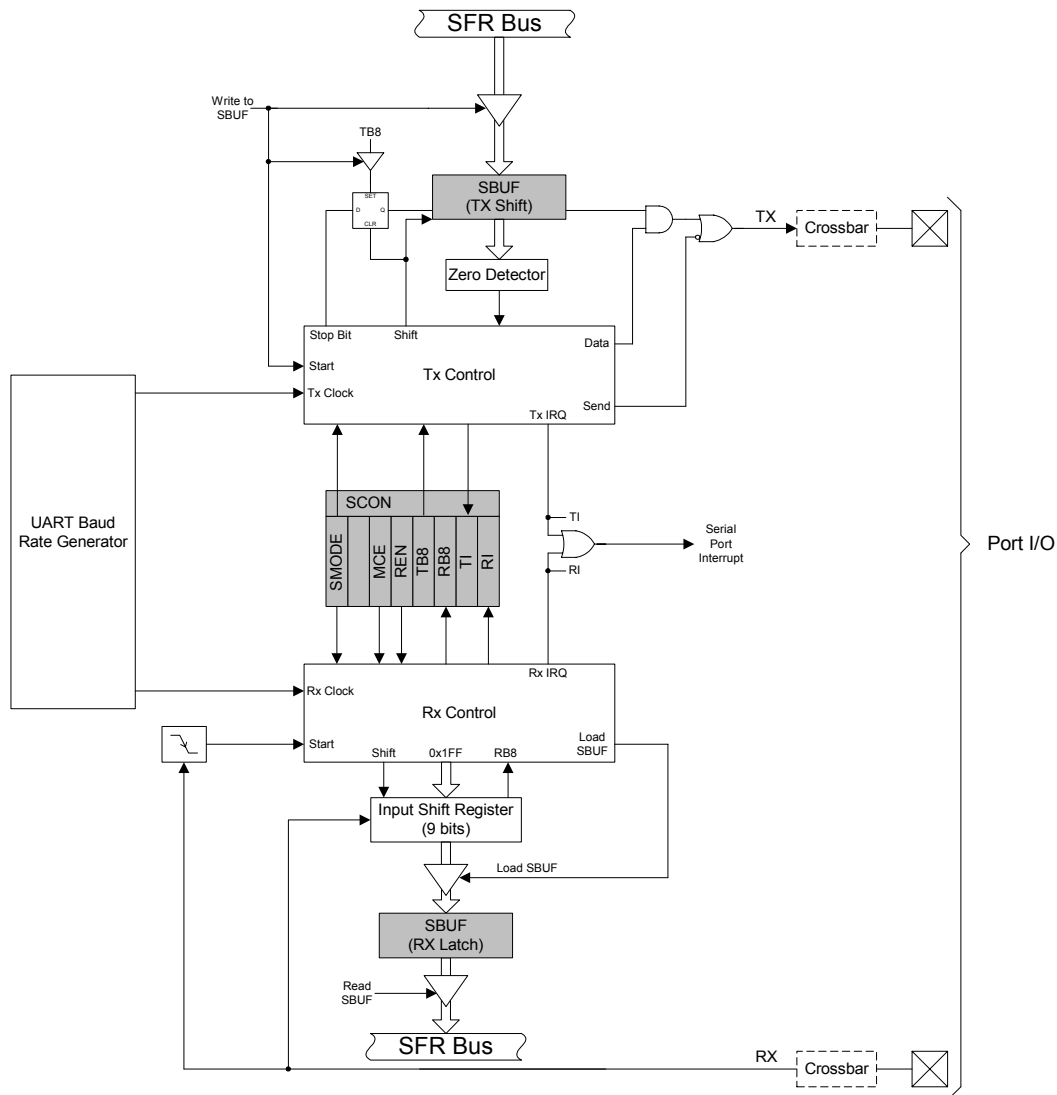 SFR Bus
Write to
SBUF
TB8
SET
D
Q
CLR
SBUF
(TX Shift)
TX
Crossbar
Zero Detector
Stop Bit
Shift
Data
Start
Tx Control
Tx Clock
Send
Tx IRQ
UART Baud
Rate Generator
SCON
SMODE
MCE
REN
TB8
RB8
TI
RI
TI
RI
Serial
Port
Interrupt
Port I/O
Rx IRQ
Rx Clock
Rx Control
Start
Load
SBUF
Shift
0x1FF
RB8
Input Shift Register
(9 bits)
Load SBUF
SBUF
(RX Latch)
Read
SBUF
SFR Bus
RX
Crossbar